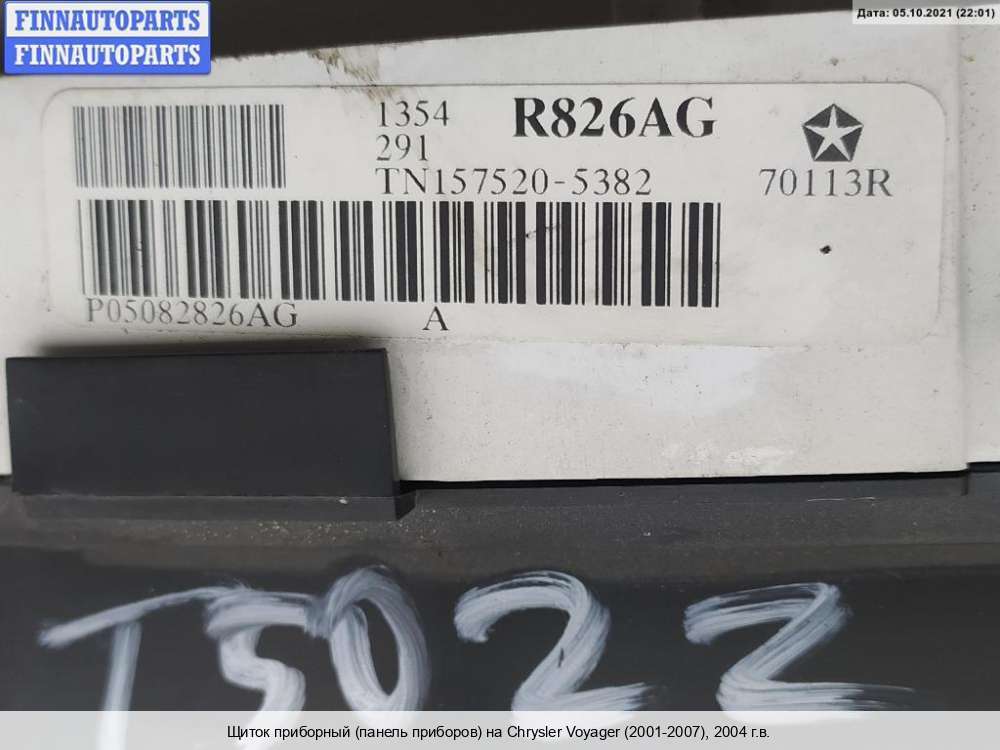 FINNAUTOPARTS
FINNAUTOPARTS
Дата: 05.10.2021 (22:01)
1354
291
R826AG
TN157520-5382
70113R
P05082826AG
A
T5022
Щиток приборный (панель приборов) на Chrysler Voyager (2001-2007), 2004 г.в.